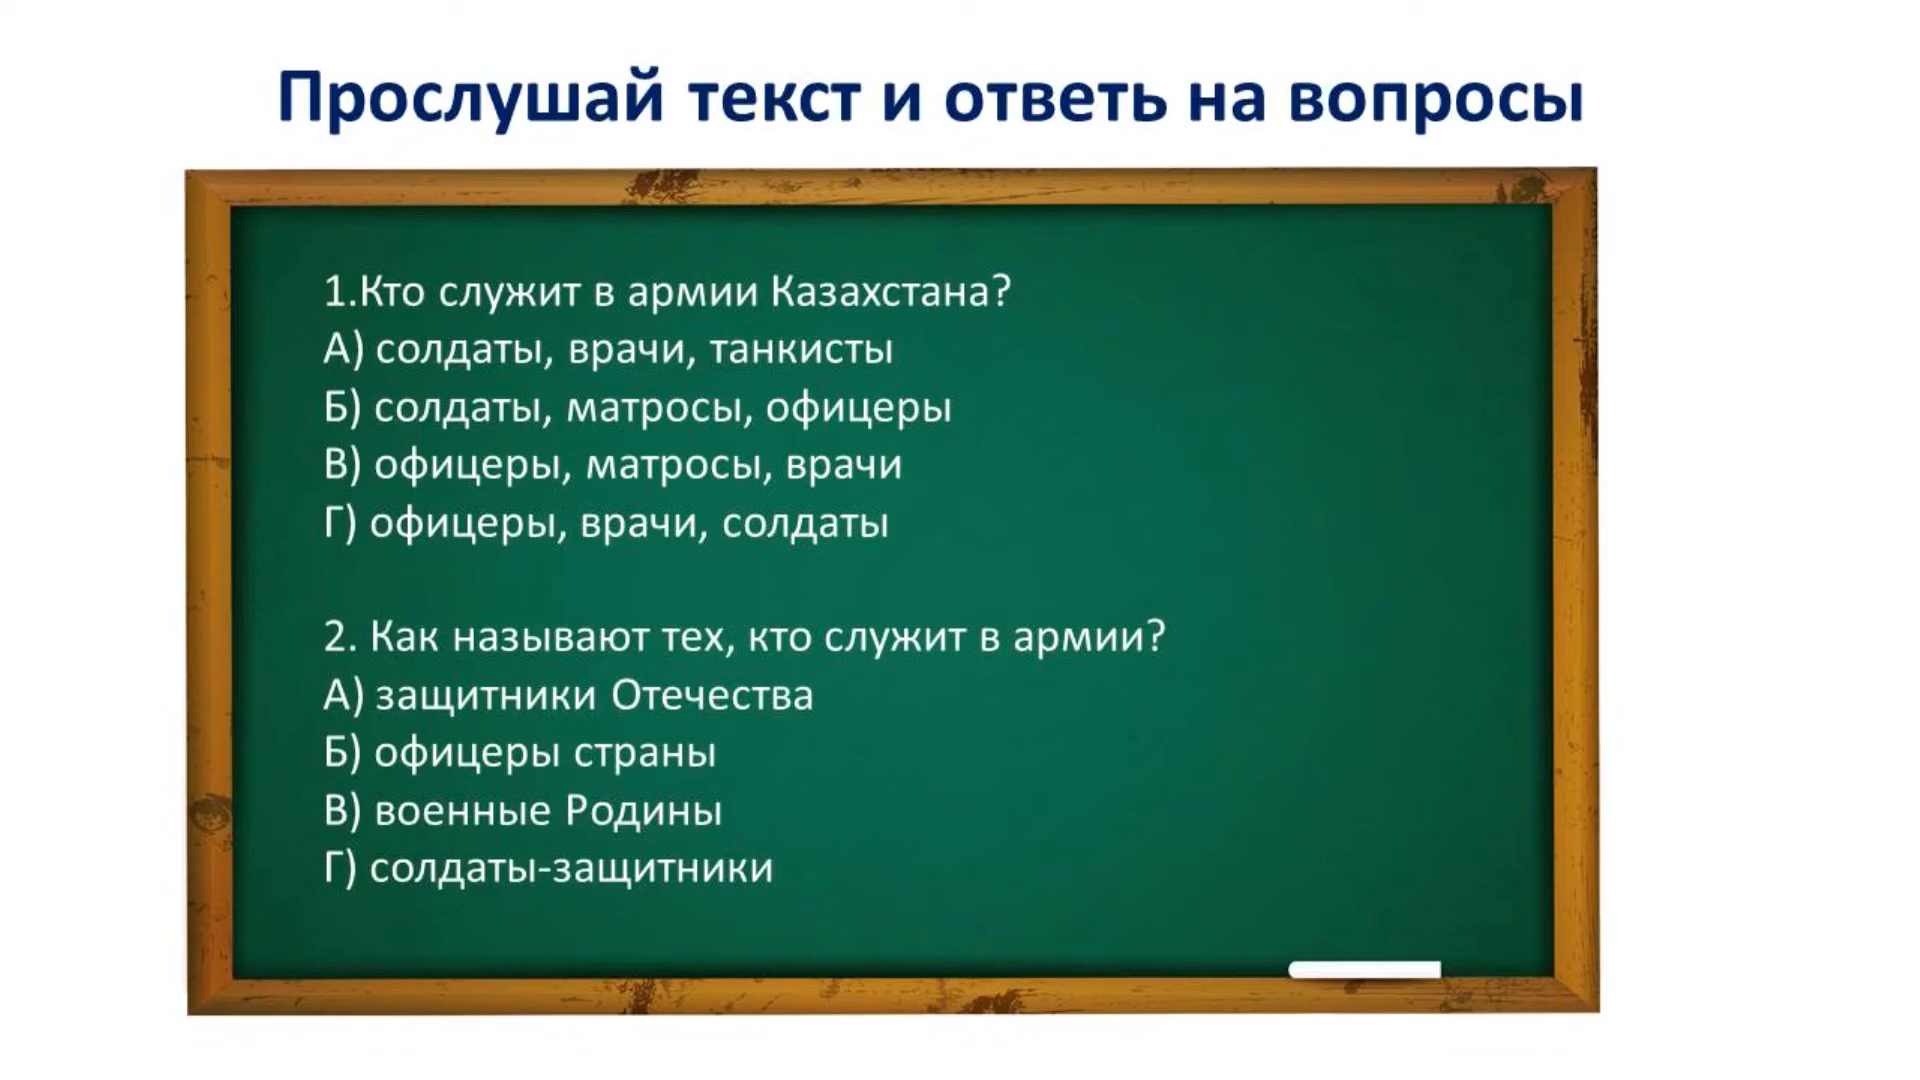 Прослушай текст и ответь на вопросы
1.Кто служит в армии Казахстана?
А) солдаты, врачи, танкисты
Б) солдаты, матросы, офицеры
В) офицеры, матросы, врачи
Г) офицеры, врачи, солдаты
2. Как называют тех, кто служит в армии?
А) защитники Отечества
Б) офицеры страны
В) военные Родины
Г) солдаты-защитники